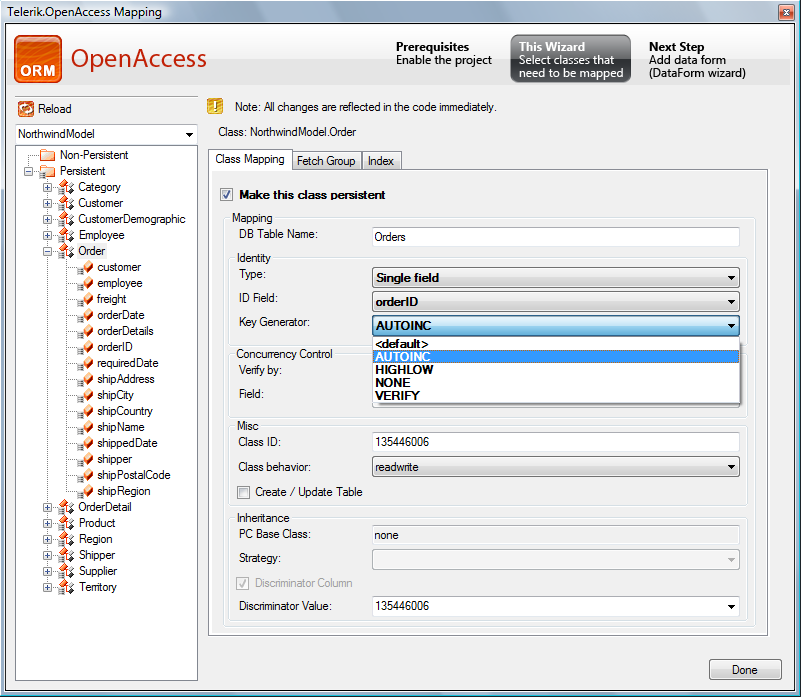 Telerik.OpenAccess Mapping
ORM
OpenAccess
Prerequisites
Enable the project
This Wizard
Select classes that
need to be mapped
Next Step
Add data form
(DataForm wizard)
Reload
Note: All changes are reflected in the code immediately.
NorthwindModel
Class: NorthwindModel.Order
Non-Persistent
Persistent
Category
Customer
CustomerDemographic
Employee
Order
customer
employee
freight
orderDate
orderDetails
orderID
requiredDate
shipAddress
shipCity
shipCountry
shipName
shippedDate
shipper
shipPostalCode
shipRegion
OrderDetail
Product
Region
Shipper
Supplier
Territory
Class Mapping
Fetch Group
Index
Make this class persistent
Mapping
DB Table Name: Orders
Identity
Type: Single field
ID Field: orderID
Key Generator: AUTOINC
<default>
AUTOINC
HIGHLOW
NONE
VERIFY
Concurrency Control
Verify by:
Field:
Misc
Class ID: 135446006
Class behavior: readwrite
Create / Update Table
Inheritance
PC Base Class: none
Strategy:
Discriminator Column
Discriminator Value: 135446006
Done